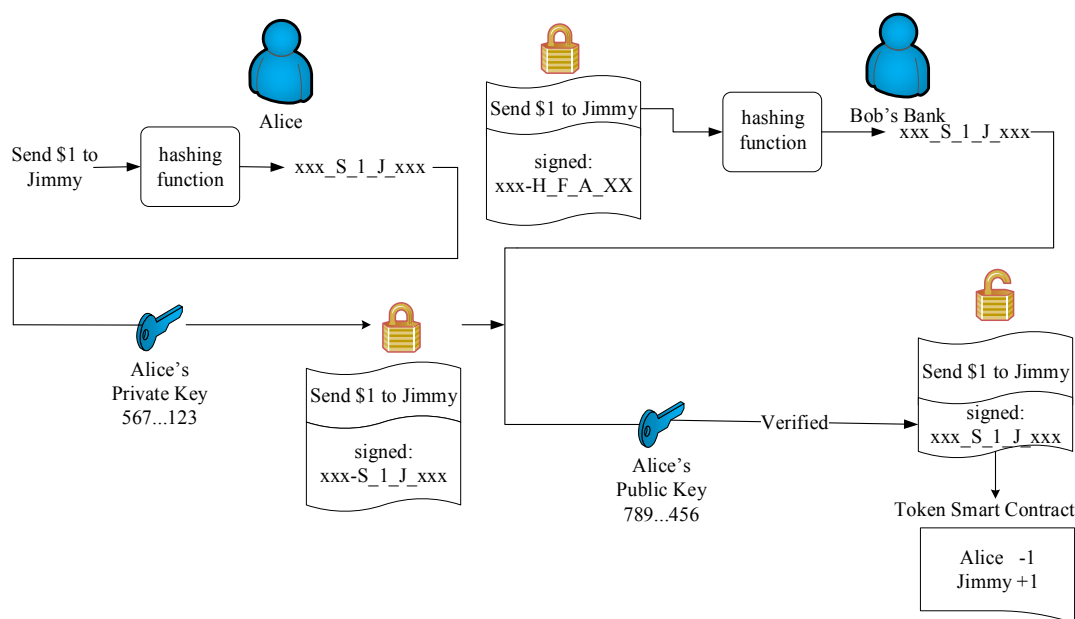 Alice
Send $1 to
Jimmy
hashing
function
xxx_S_1_J_xxx
Alice's
Private Key
567...123
Send $1 to Jimmy
signed:
xxx-S_1_J_xxx
Send $1 to Jimmy
signed:
xxx-H_F_A_XX
hashing
function
Bob's Bank
xxx_S_1_J_xxx
Alice's
Public Key
789...456
Verified
Send $1 to Jimmy
signed:
xxx_S_1_J_xxx
Token Smart Contract
Alice -1
Jimmy +1